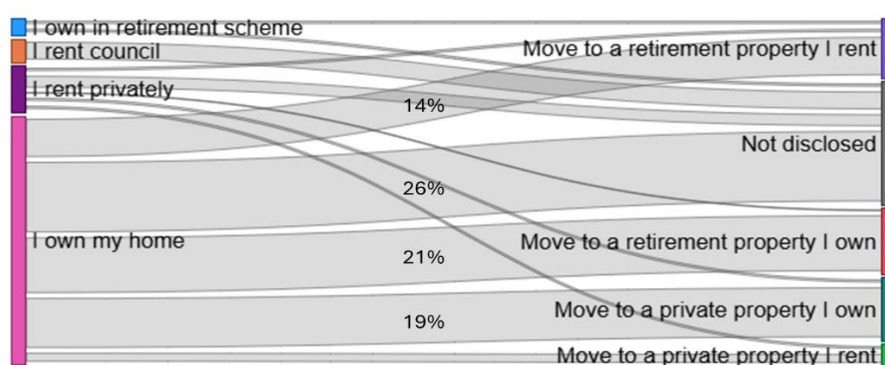 I own in retirement scheme
I rent council
I rent privately
I own my home
14%
26%
21%
19%
Move to a retirement property I rent
Not disclosed
Move to a retirement property I own
Move to a private property I own
Move to a private property I rent